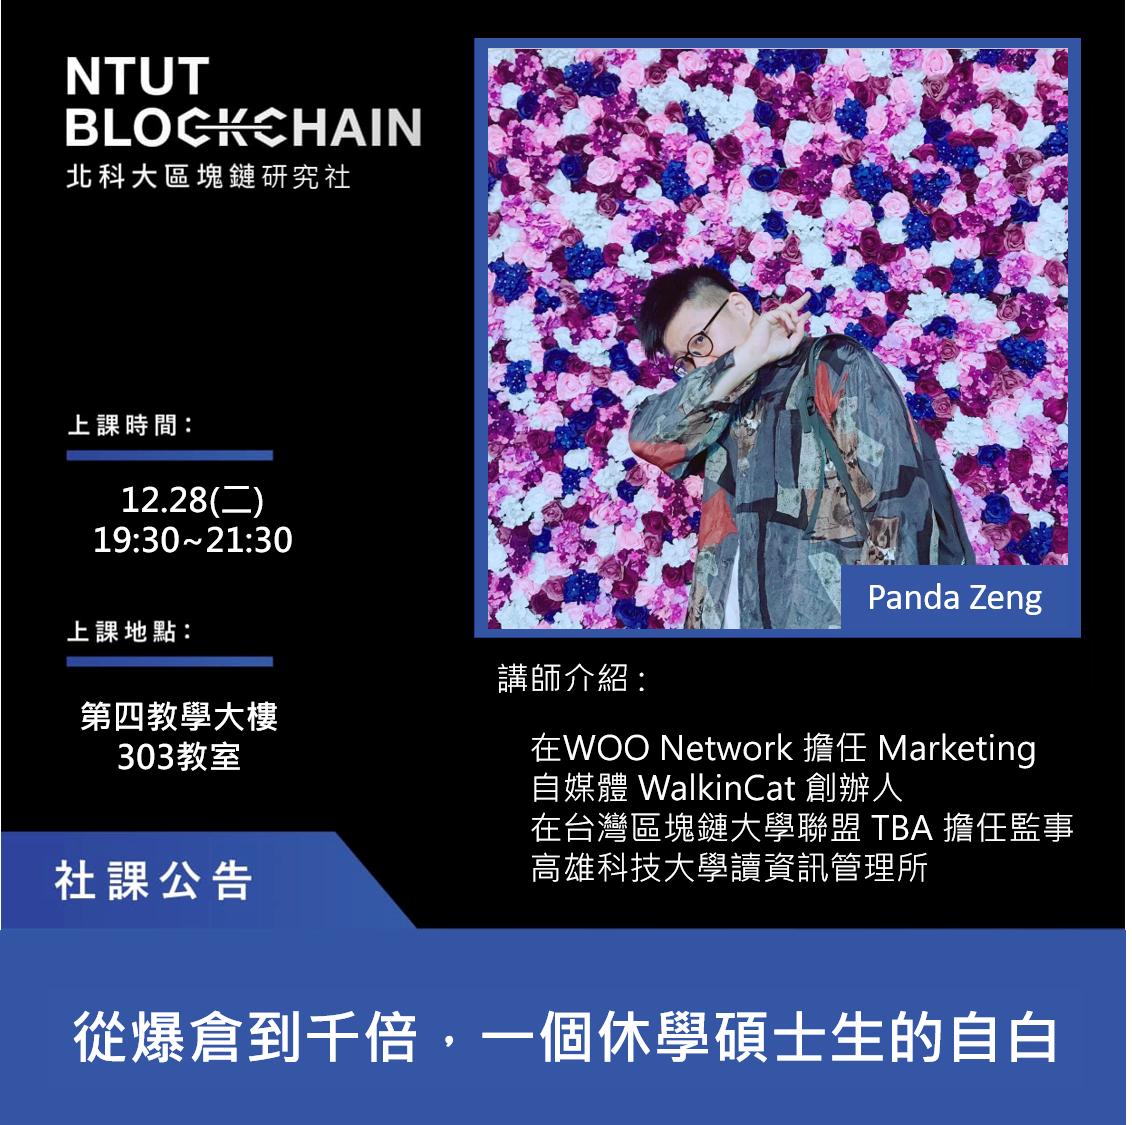 NTUT
BLOCKCHAIN
北科大區塊鏈研究社
上課時間：
12.28(二)
19:30~21:30
上課地點：
第四教學大樓
303教室
Panda Zeng
講師介紹：
在WOO Network 擔任 Marketing
自媒體 WalkinCat 創辦人
在台灣區塊鏈大學聯盟 TBA 擔任監事
高雄科技大學讀資訊管理所
社課公告
從爆倉到千倍，一個休學碩士生的自白